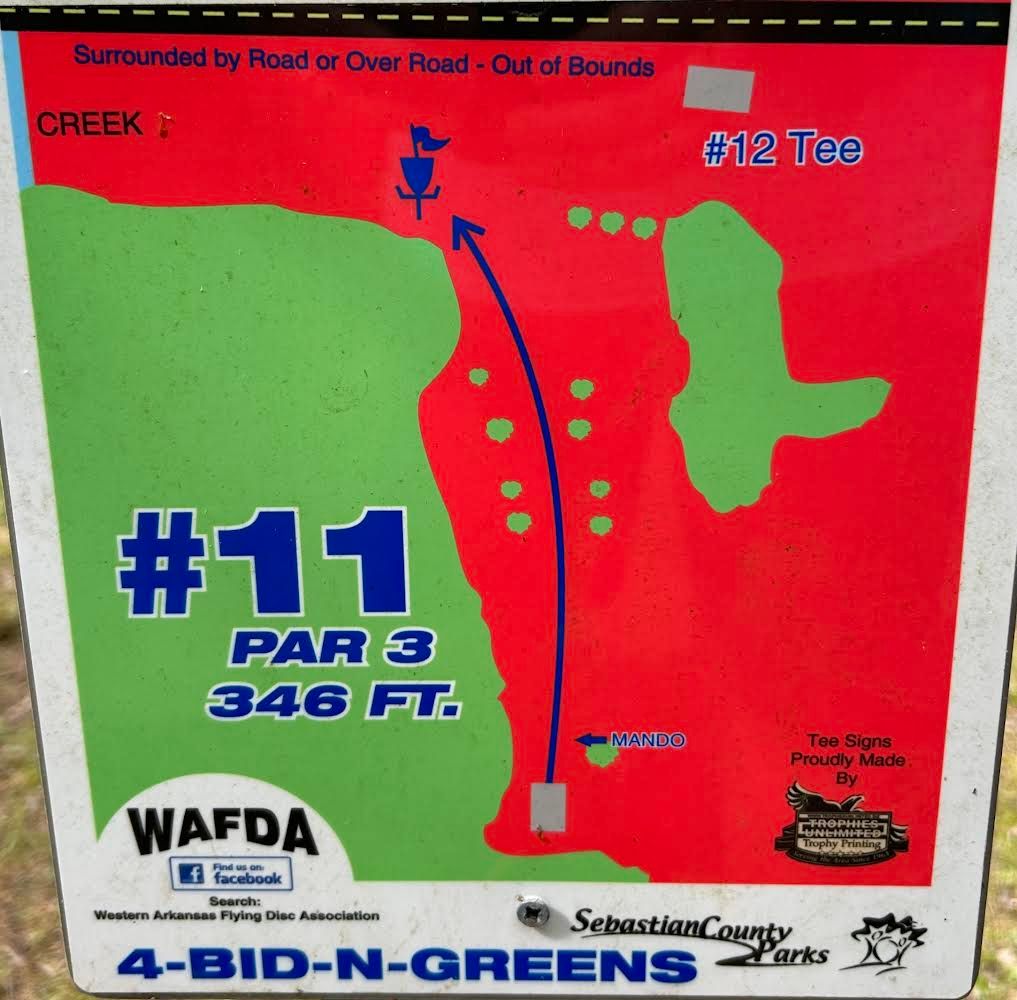 Surrounded by Road or Over Road - Out of Bounds
CREEK
#12 Tee
#11
PAR 3
346 FT.
MANDO
Tee Signs
Proudly Made
By
TROPHIES
UNLIMITED
Trophy Printing
WAFDA
Find us on:
facebook
Search:
Western Arkansas Flying Disc Association
Sebastian County
Parks
4-BID-N-GREENS